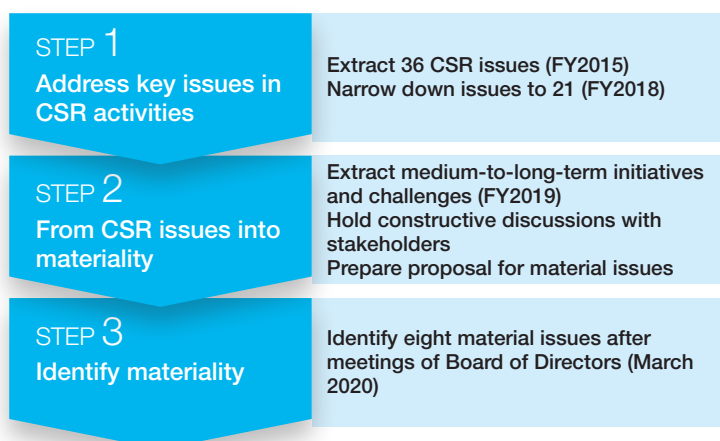 STEP 1
Address key issues in
CSR activities
Extract 36 CSR issues (FY2015)
Narrow down issues to 21 (FY2018)
STEP 2
From CSR issues into
materiality
Extract medium-to-long-term initiatives
and challenges (FY2019)
Hold constructive discussions with
stakeholders
Prepare proposal for material issues
STEP 3
Identify materiality
Identify eight material issues after
meetings of Board of Directors (March
2020)